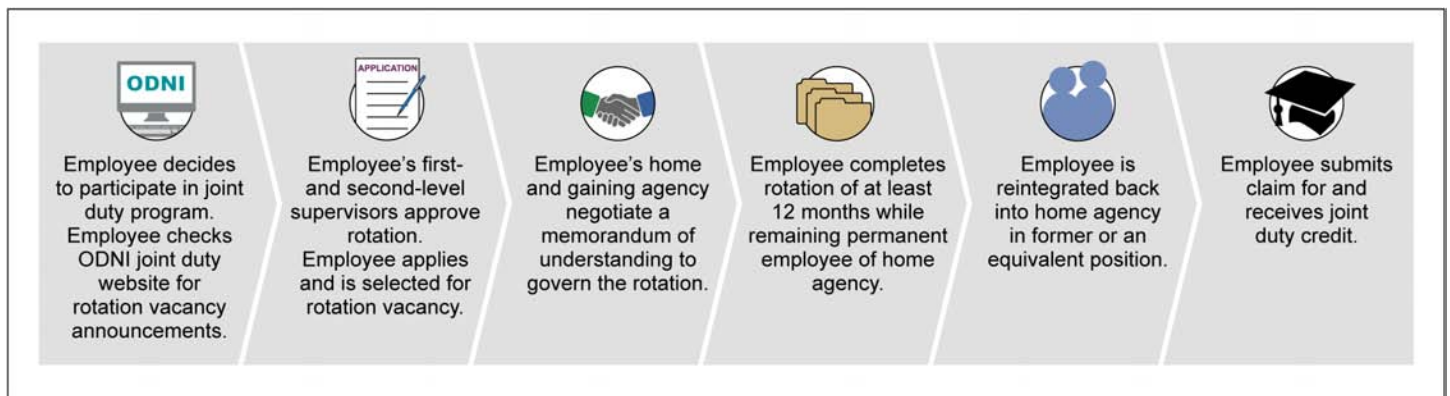 ODNI
Employee decides
to participate in joint
duty program.
Employee checks
ODNI joint duty
website for
rotation vacancy
announcements.
APPLICATION
Employee's first-
and second-level
supervisors approve
rotation.
Employee applies
and is selected for
rotation vacancy.
Employee's home
and gaining agency
negotiate a
memorandum of
understanding to
govern the rotation.
Employee completes
rotation of at least
12 months while
remaining permanent
employee of home
agency.
Employee is
reintegrated back
into home agency
in former or an
equivalent position.
Employee submits
claim for and
receives joint
duty credit.